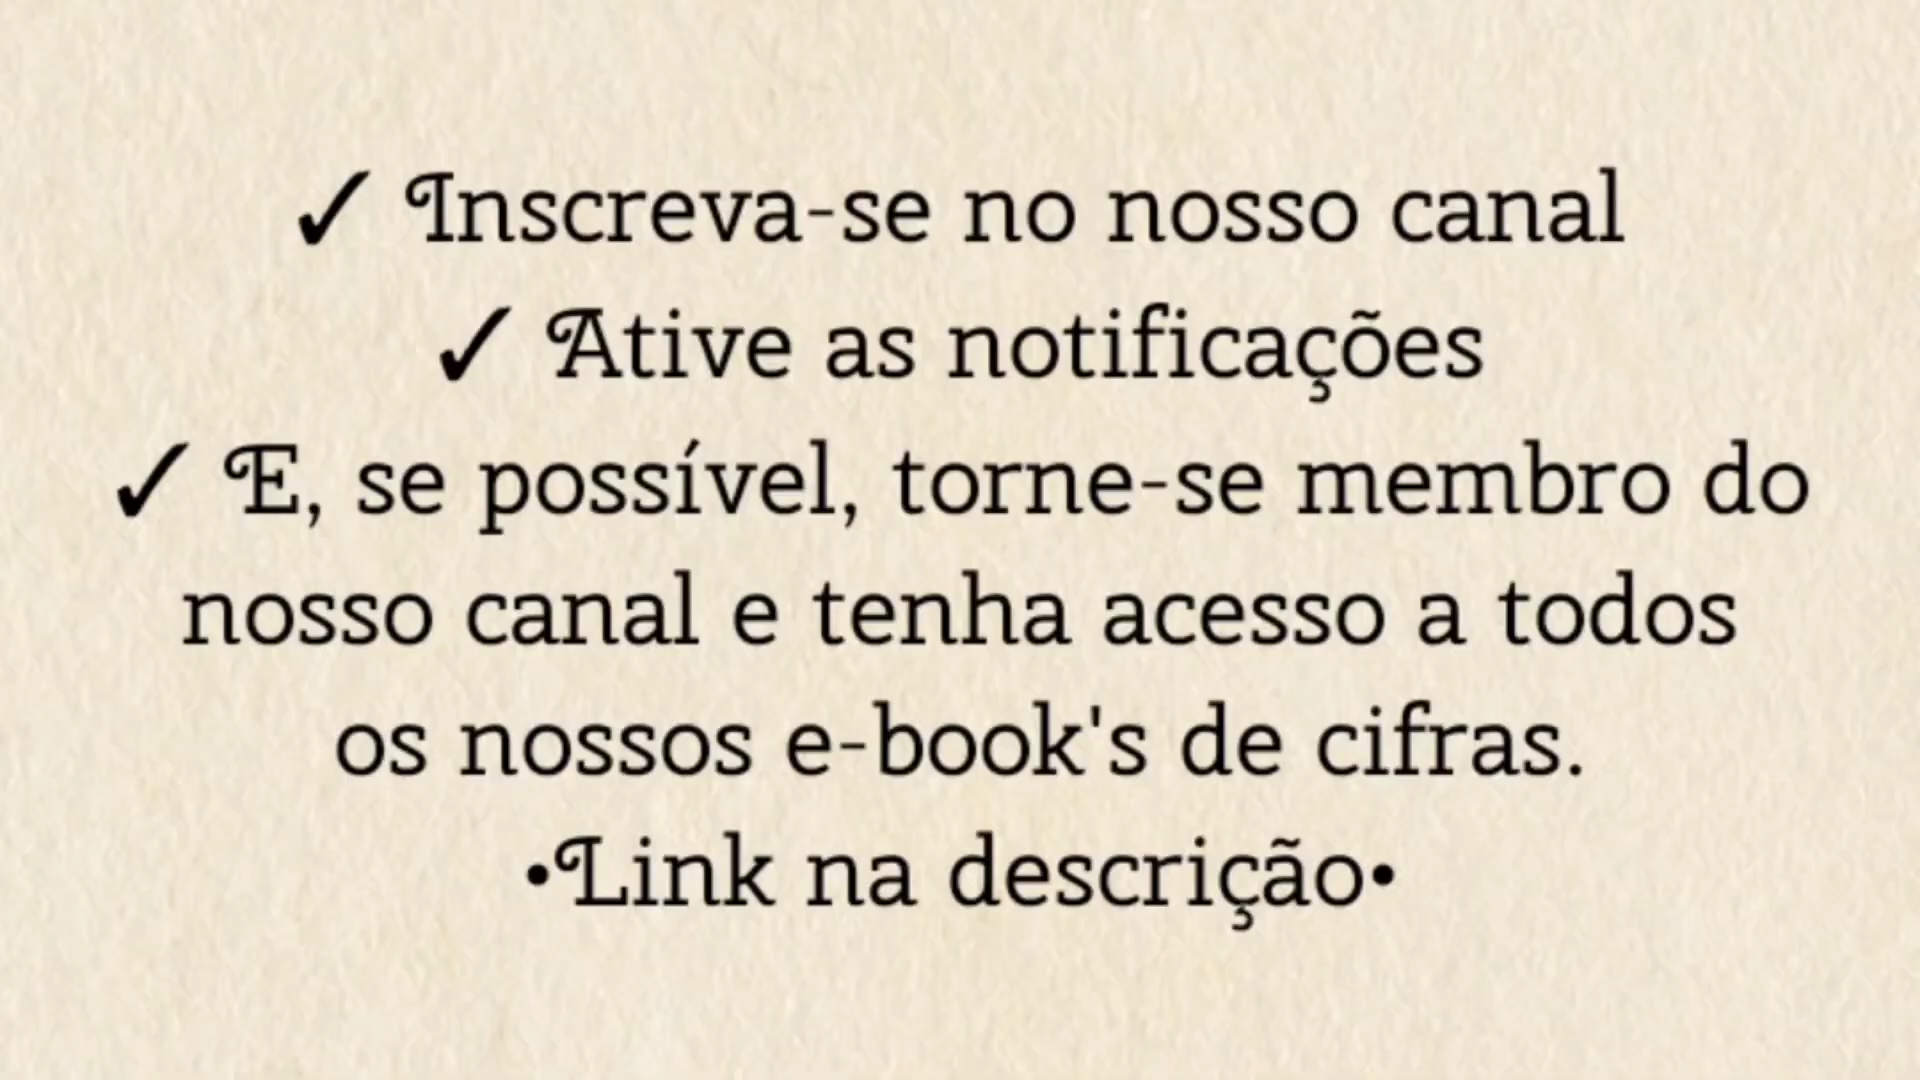 ✓ Inscreva-se no nosso canal
✓ Ative as notificações
✓ E, se possível, torne-se membro do
nosso canal e tenha acesso a todos
os nossos e-book's de cifras.
•Link na descrição•